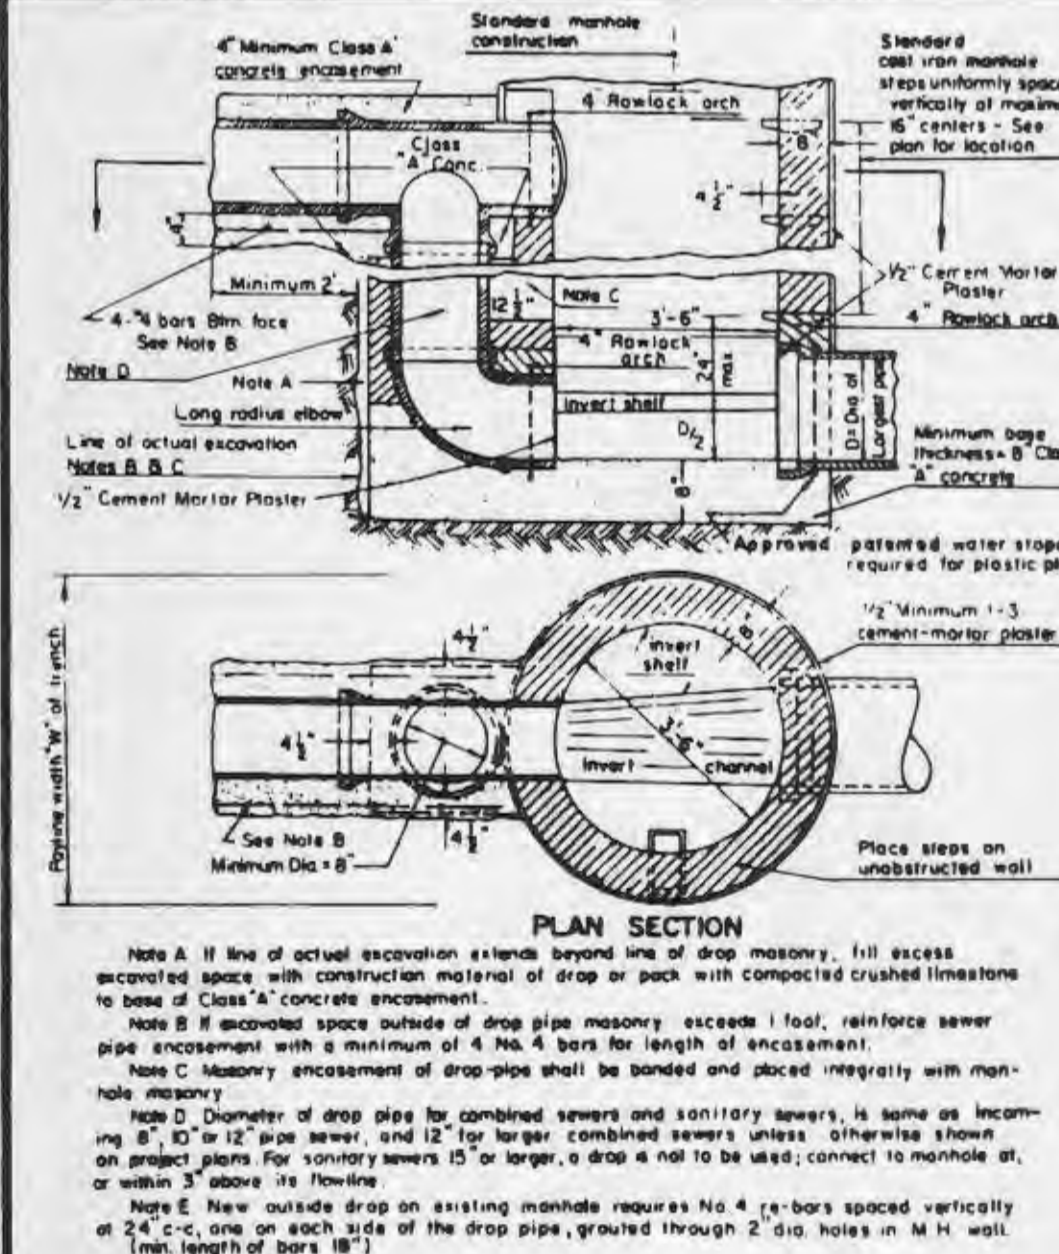 Standard manhole
construction
4" Minimum Class "A"
concrete encasement
Standard
cast iron manhole
steps uniformly space
vertically at maximu
16" centers - See
plan for location
4" Rowlock arch
Class
"A" Conc.
8"
4 1/2"
4"
Minimum 2'
1/2" Cement Mortar
Plaster
12 1/2"
Note C
3'-6"
4" Rowlock arch
4-#4 bars Btm face
See Note B
4" Rowlock
arch
24"
max
Note D
Note A
Invert shelf
Long radius elbow
D/2
D= Dia of
Largest pipe
Line of actual excavation
Notes A & C
Minimum base
thickness = 8" Cla
"A" concrete
1/2" Cement Mortar Plaster
8"
Approved patented water stops
required for plastic pi
1/2" Minimum 1-3
cement-mortar plaster
Paying width "W" of trench
4 1/2"
8"
invert
shelf
4 1/2"
3'-6"
Invert channel
See Note B
4 1/2"
Minimum Dia = 8"
Place steps on
unobstructed wall
PLAN SECTION
Note A If line of actual excavation extends beyond line of drop masonry, fill excess
excavated space with construction material of drop or pack with compacted crushed limestone
to base of Class "A" concrete encasement.
Note B If excavated space outside of drop pipe masonry exceeds 1 foot, reinforce sewer
pipe encasement with a minimum of 4 No. 4 bars for length of encasement.
Note C Masonry encasement of drop-pipe shall be bonded and placed integrally with man-
hole masonry
Note D Diameter of drop pipe for combined sewers and sanitary sewers, is same as incom-
ing 8", 10" or 12" pipe sewer, and 12" for larger combined sewers unless otherwise shown
on project plans. For sanitary sewers 15" or larger, a drop is not to be used; connect to manhole at,
or within 3" above its flowline.
Note E New outside drop on existing manhole requires No 4 re-bars spaced vertically
at 24" c-c, one on each side of the drop pipe, grouted through 2" dia. holes in M H wall.
(min. length of bars 18")